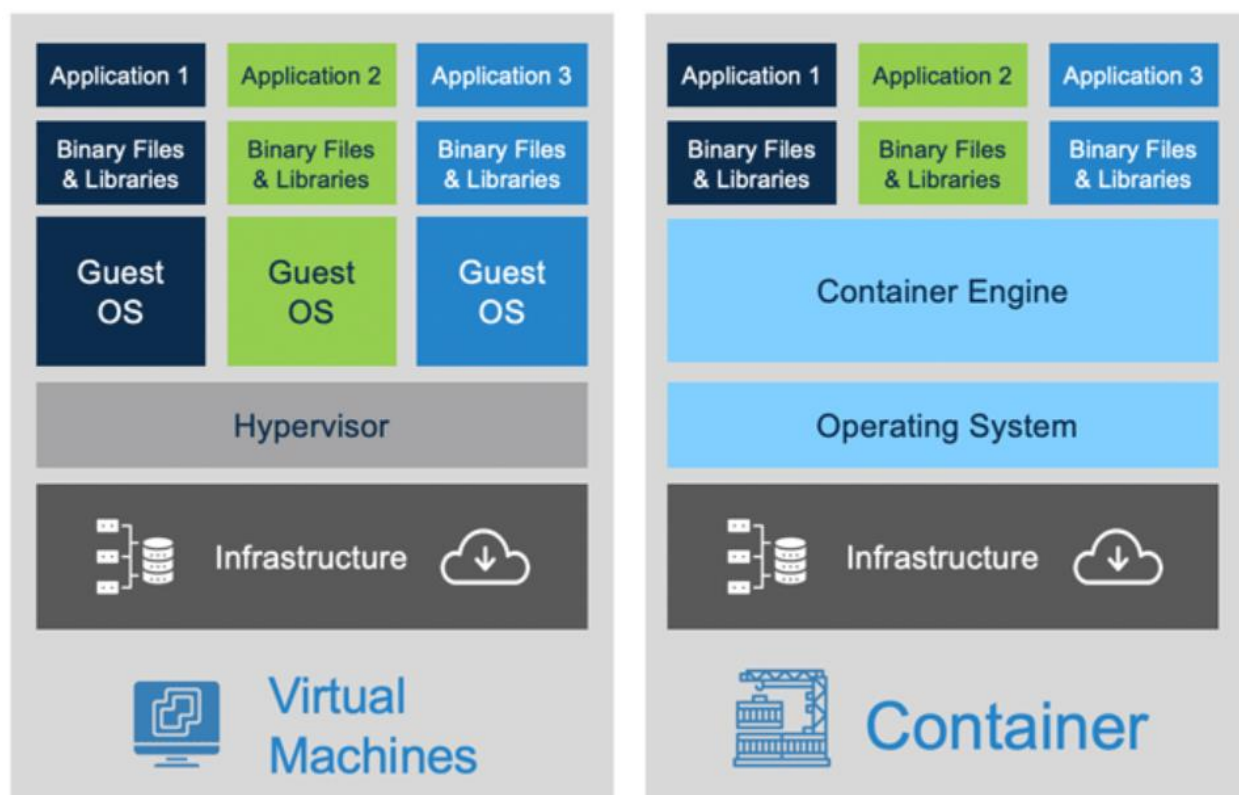 Application 1
Application 2
Application 3
Binary Files
& Libraries
Binary Files
& Libraries
Binary Files
& Libraries
Guest
OS
Guest
OS
Guest
OS
Hypervisor
Infrastructure
Virtual
Machines
Application 1
Application 2
Application 3
Binary Files
& Libraries
Binary Files
& Libraries
Binary Files
& Libraries
Container Engine
Operating System
Infrastructure
Container